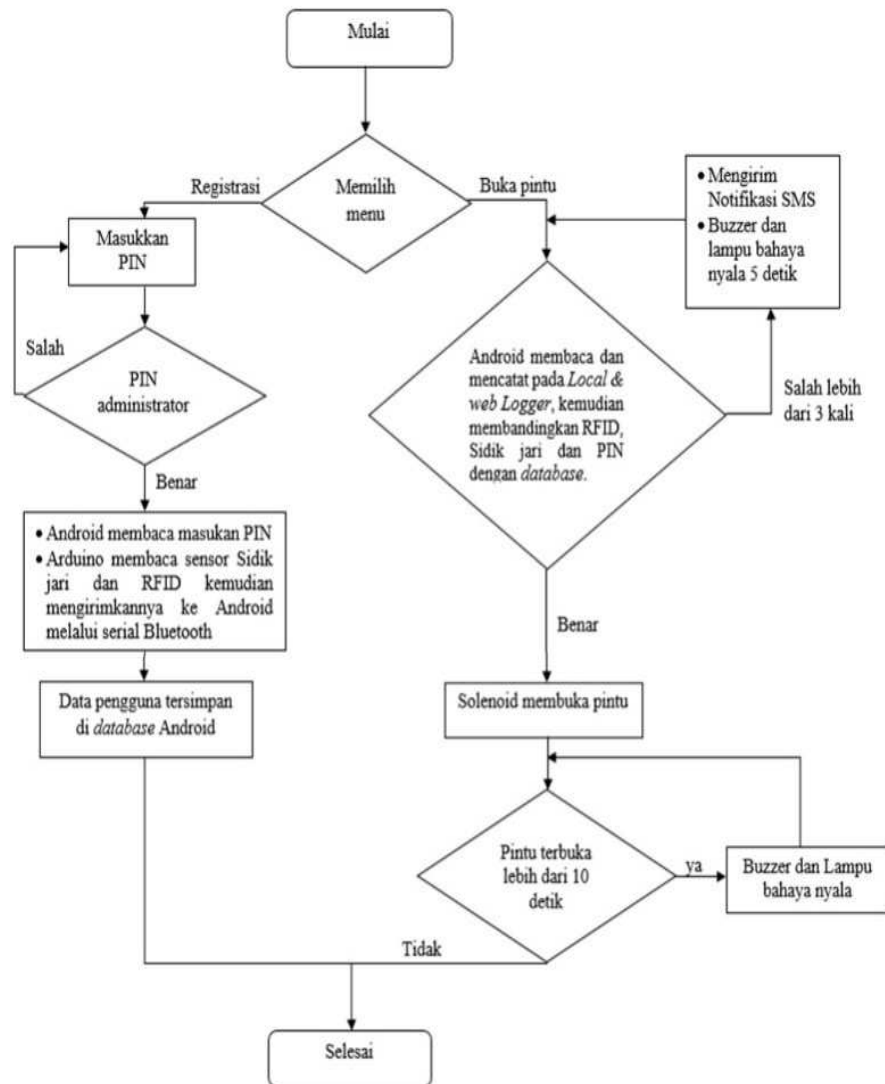 Mulai
Memilih
menu
Registrasi
Buka pintu
Masukkan
PIN
Salah
PIN
administrator
Benar
• Android membaca masukan PIN
• Arduino membaca sensor Sidik
jari dan RFID kemudian
mengirimkannya ke Android
melalui serial Bluetooth
Data pengguna tersimpan
di database Android
• Mengirim
Notifikasi SMS
• Buzzer dan
lampu bahaya
nyala 5 detik
Salah lebih
dari 3 kali
Android membaca dan
mencatat pada Local &
web Logger, kemudian
membandingkan RFID,
Sidik jari dan PIN
dengan database.
Benar
Solenoid membuka pintu
Pintu terbuka
lebih dari 10
detik
ya
Buzzer dan Lampu
bahaya nyala
Tidak
Selesai